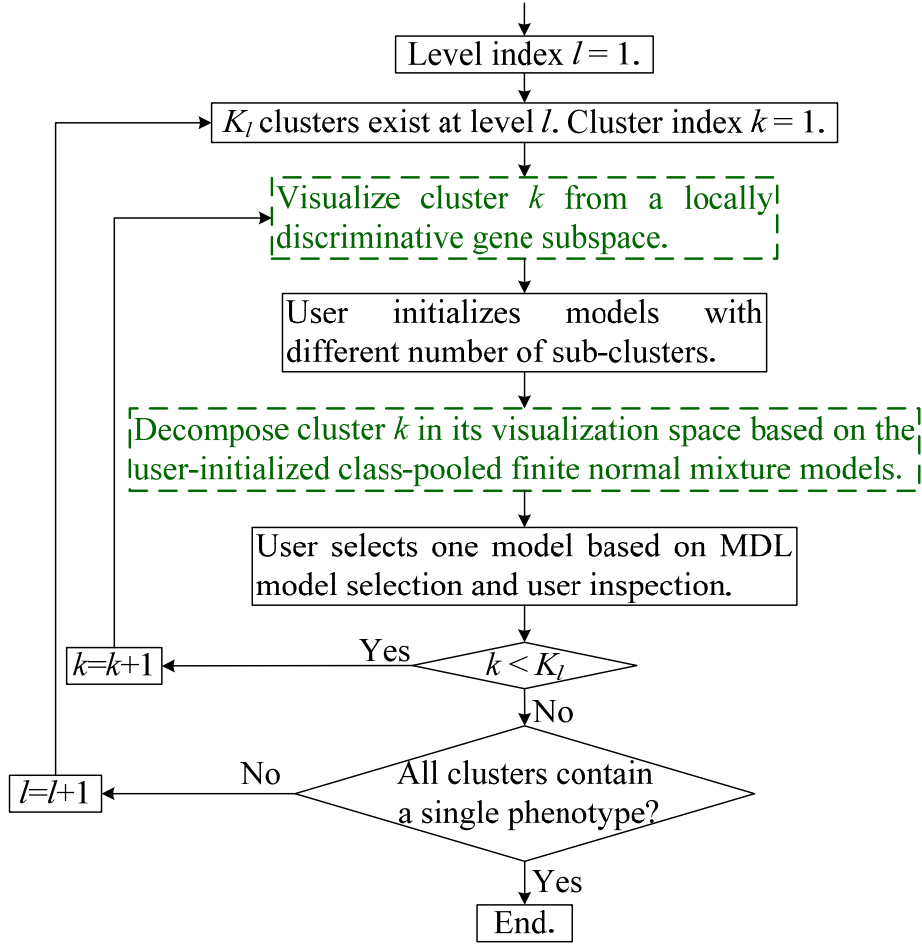 Level index l = 1.
K_l clusters exist at level l. Cluster index k = 1.
Visualize cluster k from a locally
discriminative gene subspace.
User initializes models with
different number of sub-clusters.
Decompose cluster k in its visualization space based on the
user-initialized class-pooled finite normal mixture models.
User selects one model based on MDL
model selection and user inspection.
Yes
k=k+1
k < K_l
No
No
l=l+1
All clusters contain
a single phenotype?
Yes
End.